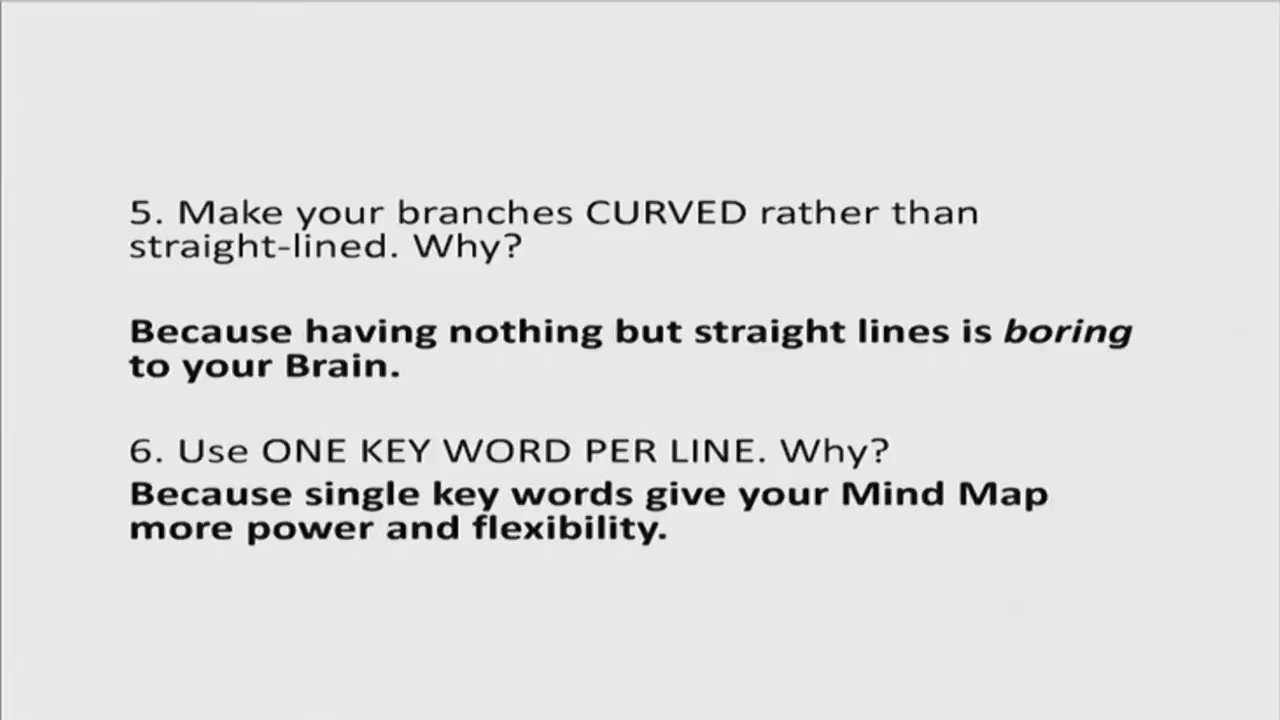 5. Make your branches CURVED rather than
straight-lined. Why?
Because having nothing but straight lines is boring
to your Brain.
6. Use ONE KEY WORD PER LINE. Why?
Because single key words give your Mind Map
more power and flexibility.